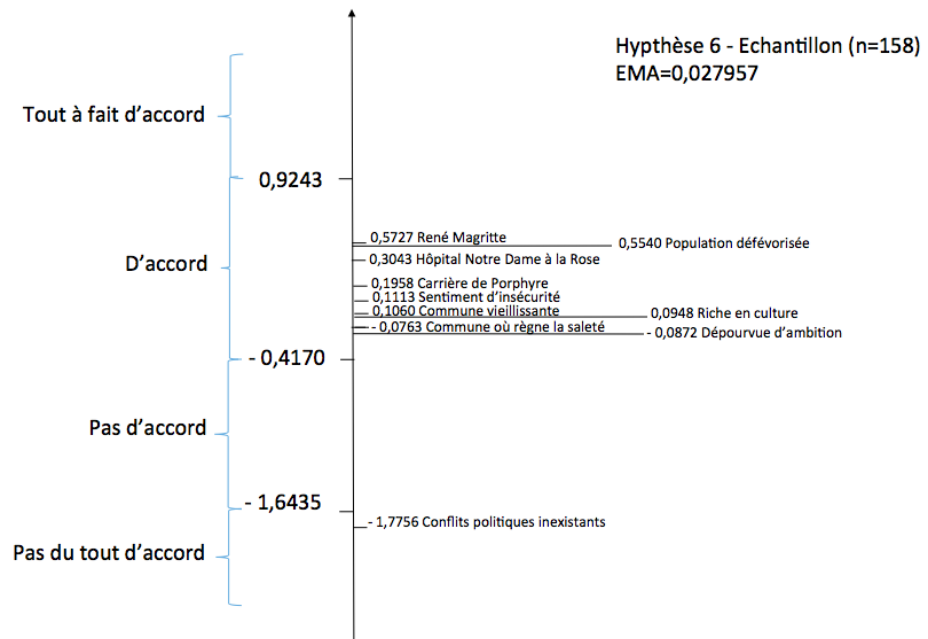 Hypthèse 6 - Echantillon (n=158)
EMA=0,027957
Tout à fait d'accord
0,9243
0,5727 René Magritte
0,5540 Population défévorisée
D'accord
0,3043 Hôpital Notre Dame à la Rose
0,1958 Carrière de Porphyre
0,1113 Sentiment d'insécurité
0,1060 Commune vieillissante
0,0948 Riche en culture
- 0,0763 Commune où règne la saleté
- 0,0872 Dépourvue d'ambition
- 0,4170
Pas d'accord
- 1,6435
- 1,7756 Conflits politiques inexistants
Pas du tout d'accord